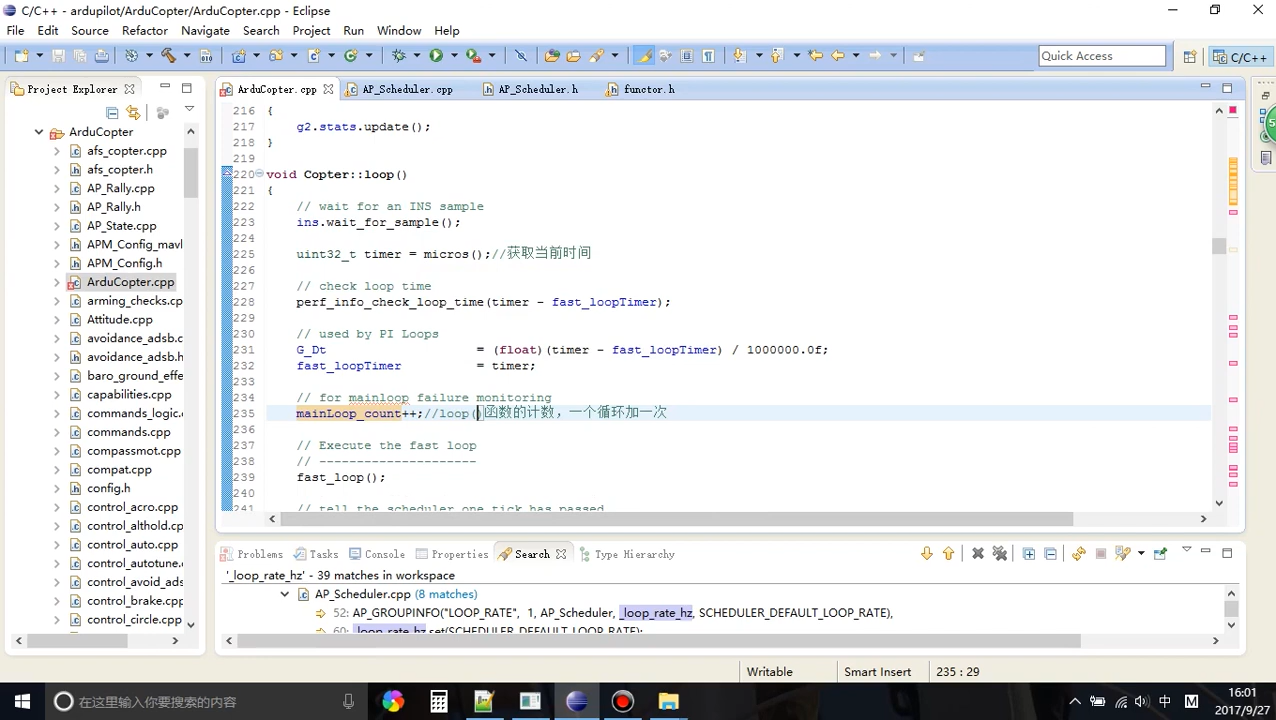 C/C++ - ardupilot/ArduCopter/ArduCopter.cpp - Eclipse
File Edit Source Refactor Navigate Search Project Run Window Help
Quick Access
C/C++
Project Explorer
ArduCopter.cpp AP_Scheduler.cpp AP_Scheduler.h functor.h
ArduCopter
afs_copter.cpp
afs_copter.h
AP_Rally.cpp
AP_Rally.h
AP_State.cpp
APM_Config_mavl
APM_Config.h
ArduCopter.cpp
arming_checks.cp
Attitude.cpp
avoidance_adsb.c
avoidance_adsb.h
baro_ground_effe
capabilities.cpp
commands_logic.
commands.cpp
compassmot.cpp
compat.cpp
config.h
control_acro.cpp
control_althold.cp
control_auto.cpp
control_autotune.
control_avoid_ads
control_brake.cpp
control_circle.cpp
216 {
217 g2.stats.update();
218 }
219
220 void Copter::loop()
221 {
222 // wait for an INS sample
223 ins.wait_for_sample();
224
225 uint32_t timer = micros();//获取当前时间
226
227 // check loop time
228 perf_info_check_loop_time(timer - fast_loopTimer);
229
230 // used by PI Loops
231 G_Dt = (float)(timer - fast_loopTimer) / 1000000.0f;
232 fast_loopTimer = timer;
233
234 // for mainloop failure monitoring
235 mainLoop_count++;//loop()函数的计数，一个循环加一次
236
237 // Execute the fast loop
238 // ---------------------
239 fast_loop();
240
241 // tell the scheduler one tick has passed
Problems Tasks Console Properties Search Type Hierarchy
'_loop_rate_hz' - 39 matches in workspace
AP_Scheduler.cpp (8 matches)
52: AP_GROUPINFO("LOOP_RATE", 1, AP_Scheduler, _loop_rate_hz, SCHEDULER_DEFAULT_LOOP_RATE),
60: _loop_rate_hz.set(SCHEDULER_DEFAULT_LOOP_RATE);
Writable Smart Insert 235 : 29
在这里输入你要搜索的内容
中 M
16:01
2017/9/27